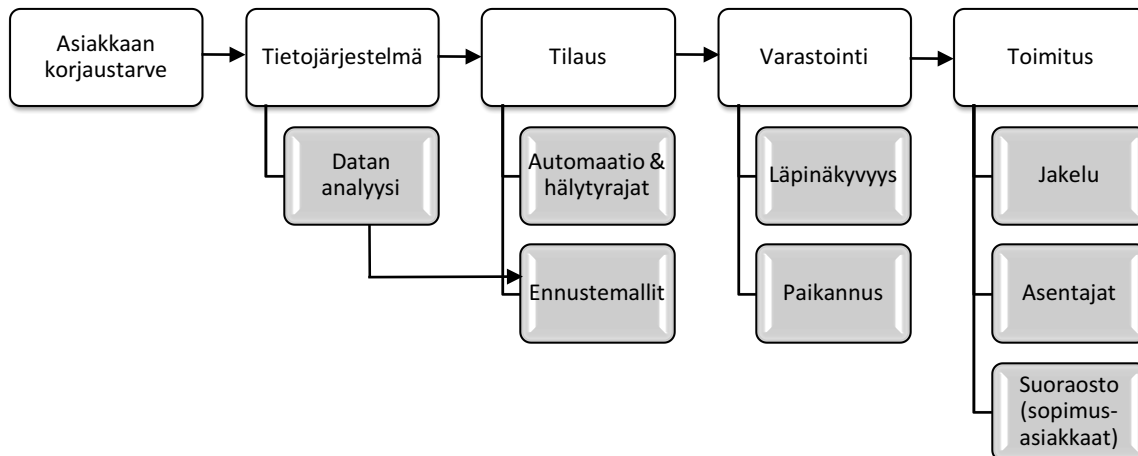 Asiakkaan
korjaustarve
Tietojärjestelmä
Tilaus
Varastointi
Toimitus
Datan
analyysi
Automaatio &
hälytyrajat
Ennustemallit
Läpinäkyvyys
Paikannus
Jakelu
Asentajat
Suoraosto
(sopimus-
asiakkaat)